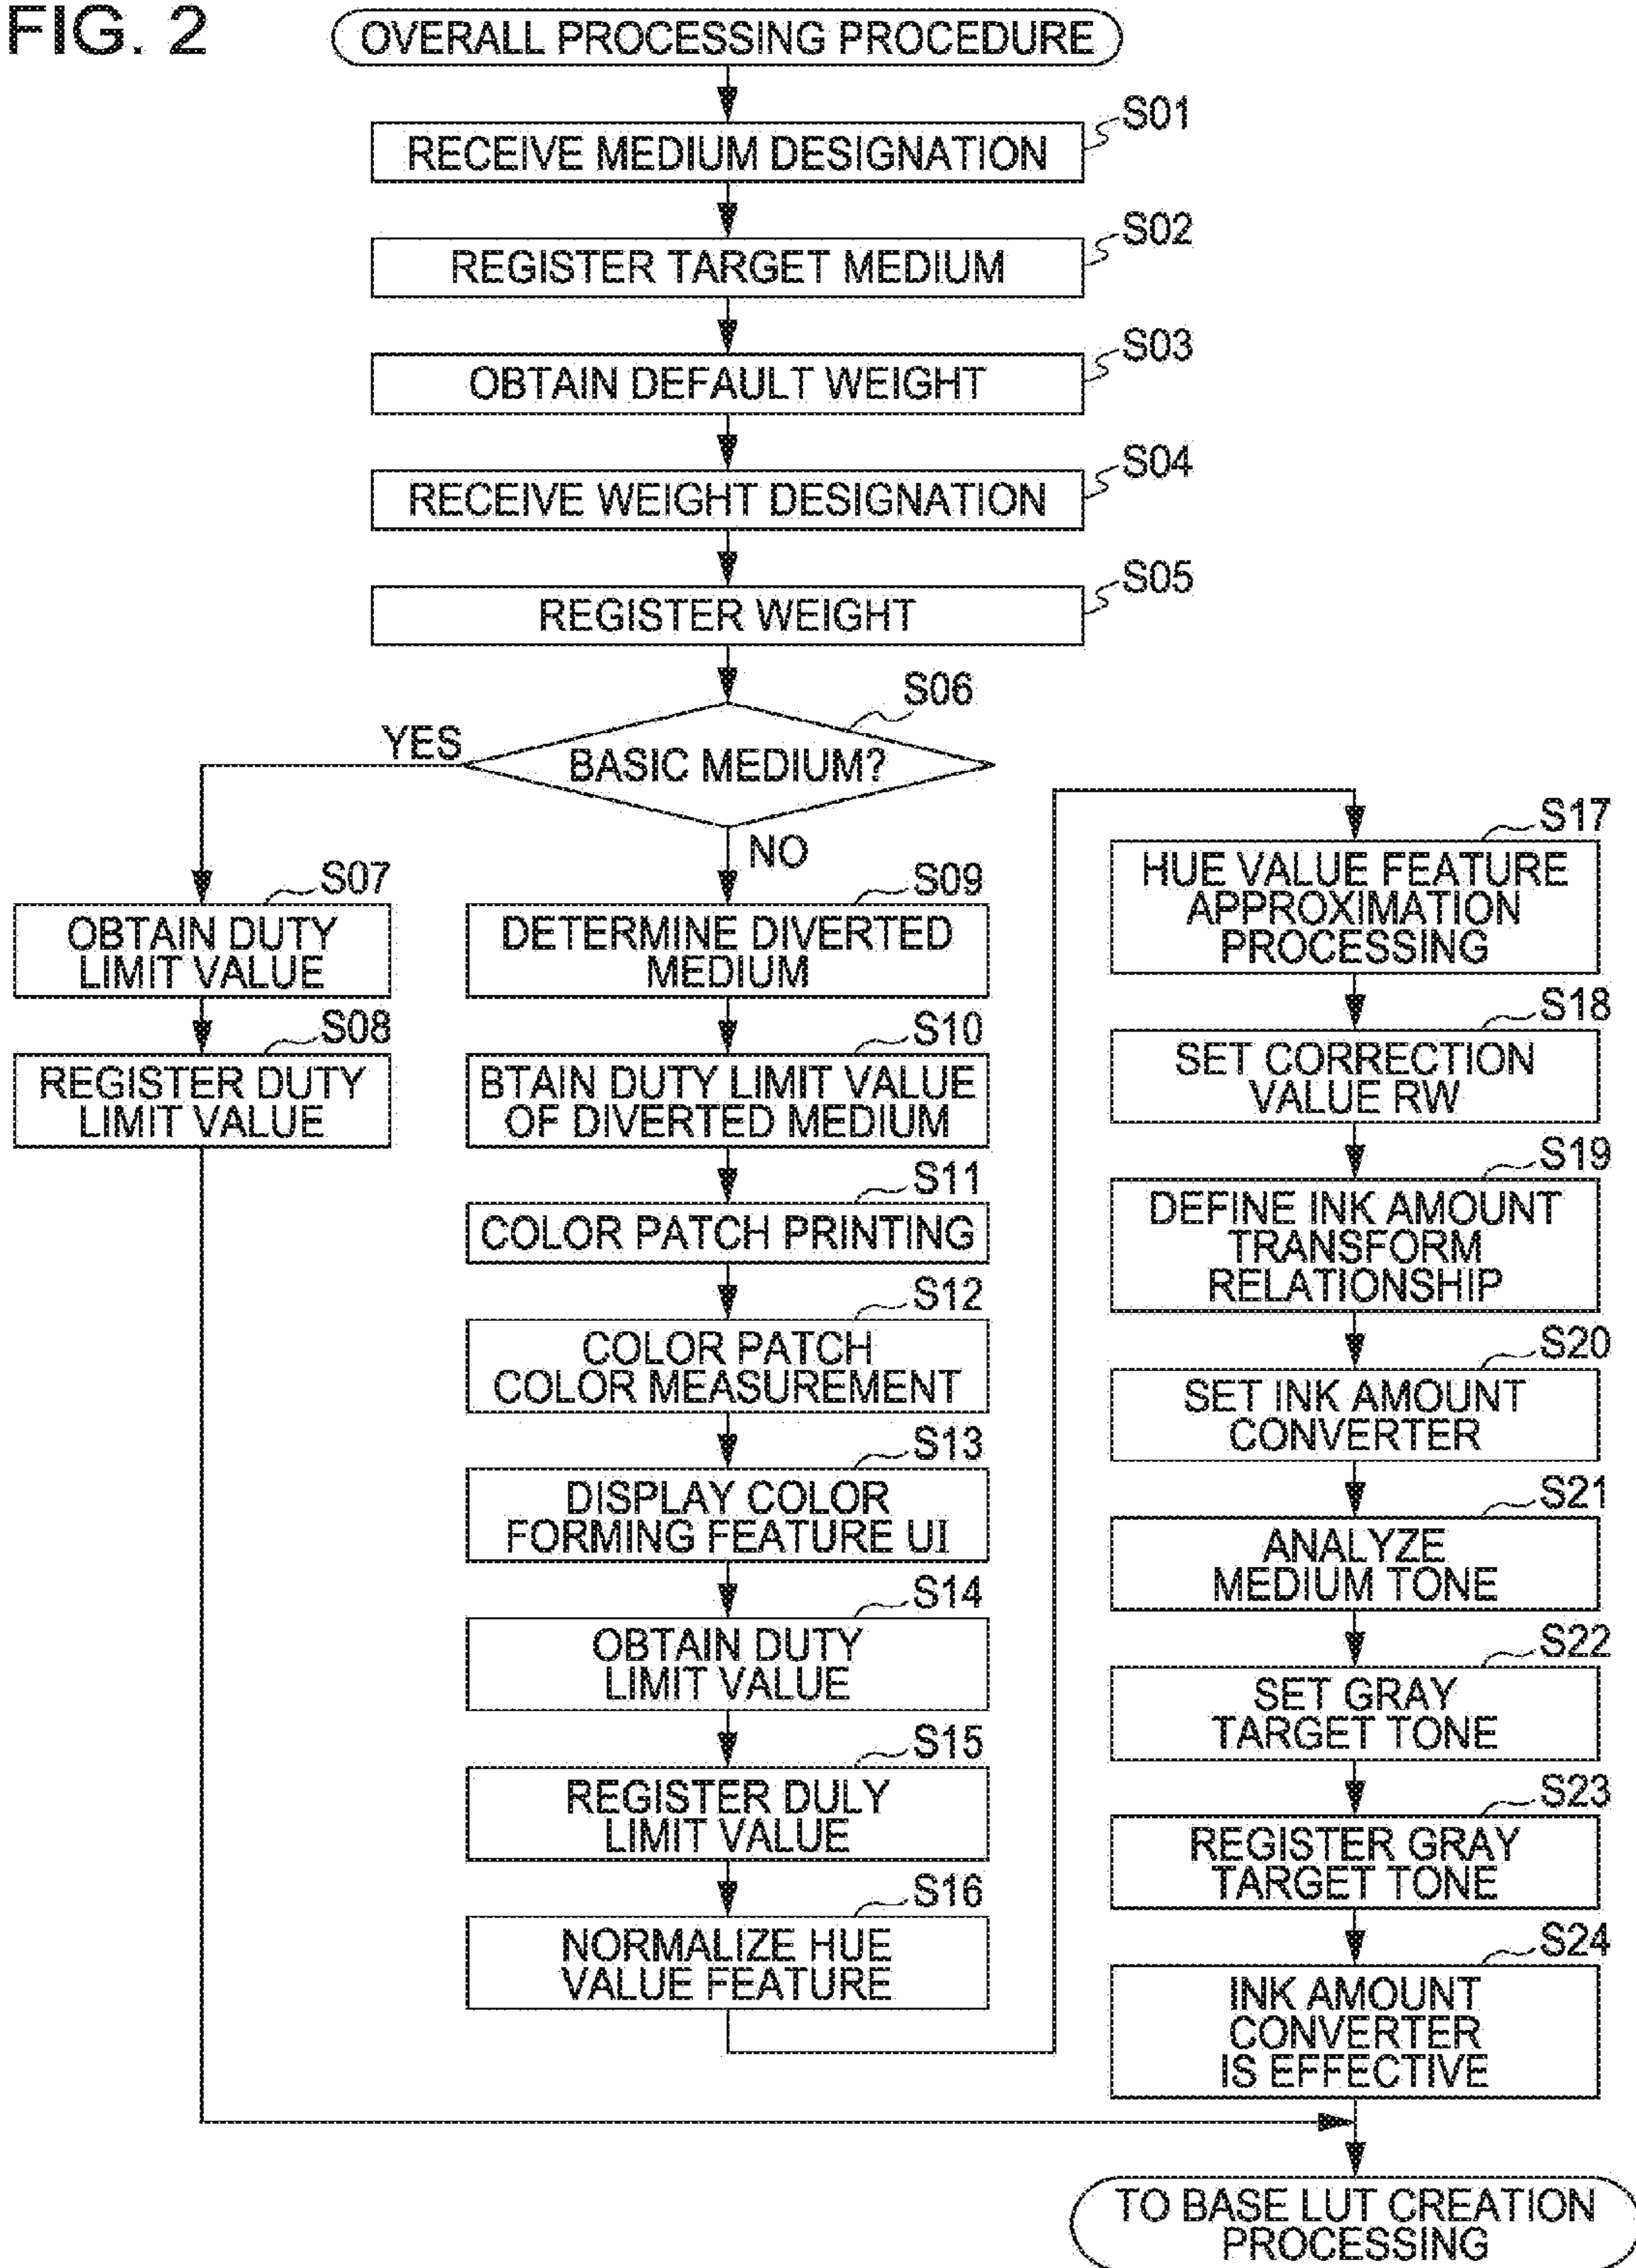 FIG. 2
OVERALL PROCESSING PROCEDURE
S01
RECEIVE MEDIUM DESIGNATION
S02
REGISTER TARGET MEDIUM
S03
OBTAIN DEFAULT WEIGHT
S04
RECEIVE WEIGHT DESIGNATION
S05
REGISTER WEIGHT
S06
BASIC MEDIUM?
YES
NO
S07
OBTAIN DUTY
LIMIT VALUE
S08
REGISTER DUTY
LIMIT VALUE
S09
DETERMINE DIVERTED
MEDIUM
S10
BTAIN DUTY LIMIT VALUE
OF DIVERTED MEDIUM
S11
COLOR PATCH PRINTING
S12
COLOR PATCH
COLOR MEASUREMENT
S13
DISPLAY COLOR
FORMING FEATURE UI
S14
OBTAIN DUTY
LIMIT VALUE
S15
REGISTER DULY
LIMIT VALUE
S16
NORMALIZE HUE
VALUE FEATURE
S17
HUE VALUE FEATURE
APPROXIMATION
PROCESSING
S18
SET CORRECTION
VALUE RW
S19
DEFINE INK AMOUNT
TRANSFORM
RELATIONSHIP
S20
SET INK AMOUNT
CONVERTER
S21
ANALYZE
MEDIUM TONE
S22
SET GRAY
TARGET TONE
S23
REGISTER GRAY
TARGET TONE
S24
INK AMOUNT
CONVERTER
IS EFFECTIVE
TO BASE LUT CREATION
PROCESSING